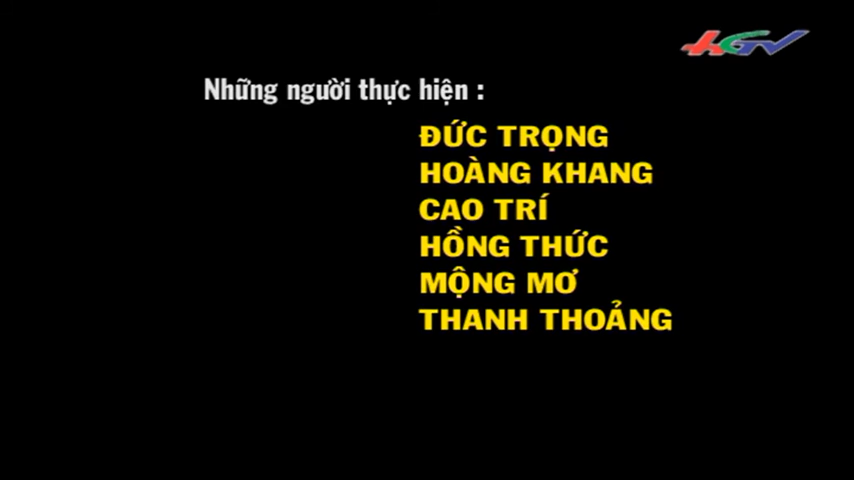 HGV
Những người thực hiện :
ĐỨC TRỌNG
HOÀNG KHANG
CAO TRÍ
HỒNG THỨC
MỘNG MƠ
THANH THOẢNG